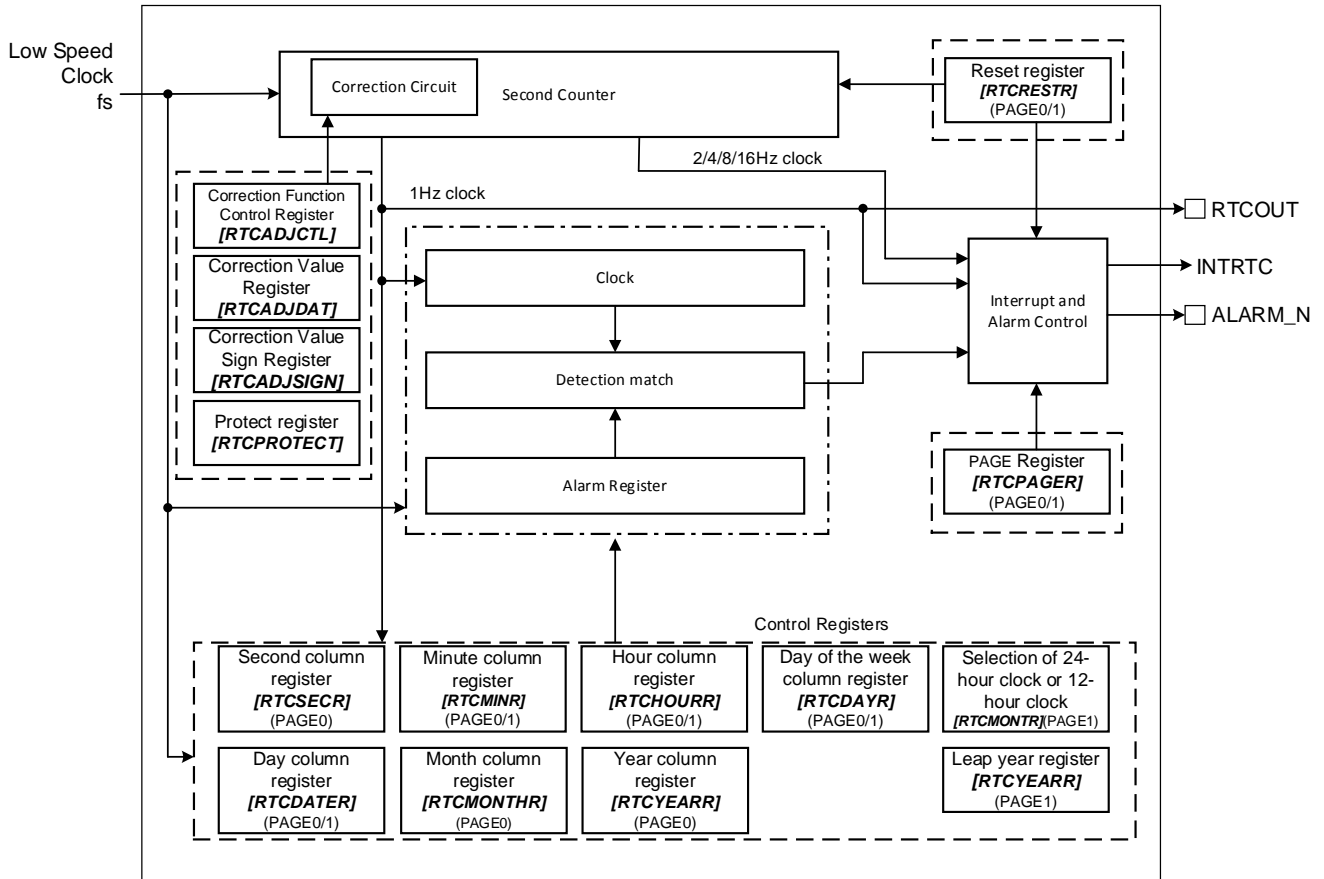 Low Speed
Clock
fs
Correction Circuit
Second Counter
Reset register
[RTCRESTR]
(PAGE0/1)
2/4/8/16Hz clock
1Hz clock
Correction Function
Control Register
[RTCADJCTL]
Correction Value
Register
[RTCADJDAT]
Correction Value
Sign Register
[RTCADJSIGN]
Protect register
[RTCPROTECT]
Clock
Detection match
Alarm Register
Interrupt and
Alarm Control
RTCOUT
INTRTC
ALARM_N
PAGE Register
[RTCPAGER]
(PAGE0/1)
Control Registers
Second column
register
[RTCSECR]
(PAGE0)
Minute column
register
[RTCMINR]
(PAGE0/1)
Hour column
register
[RTCHOURR]
(PAGE0/1)
Day of the week
column register
[RTCDAYR]
(PAGE0/1)
Selection of 24-
hour clock or 12-
hour clock
[RTCMONTR](PAGE1)
Day column
register
[RTCDATER]
(PAGE0/1)
Month column
register
[RTCMONTHR]
(PAGE0)
Year column
register
[RTCYEARR]
(PAGE0)
Leap year register
[RTCYEARR]
(PAGE1)